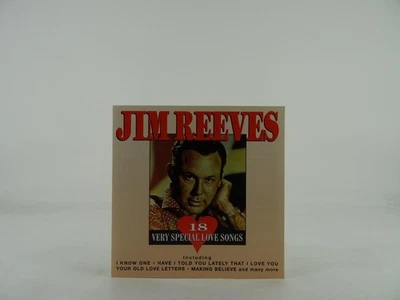 JIM REEVES
18
VERY SPECIAL LOVE SONGS
including
I KNOW ONE · HAVE I TOLD YOU LATELY THAT I LOVE YOU
YOUR OLD LOVE LETTERS · MAKING BELIEVE and many more